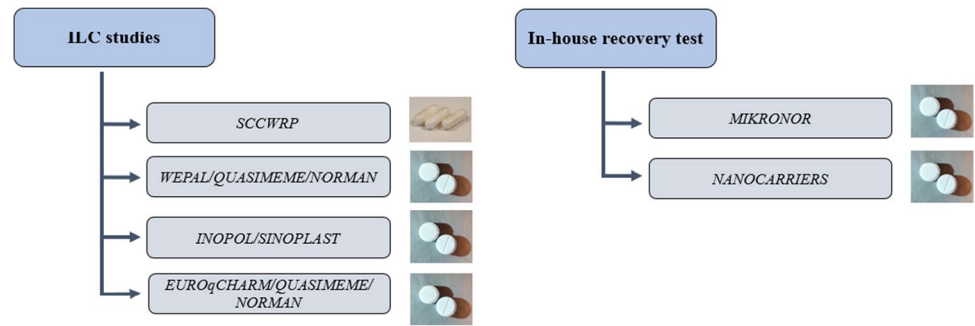 ILC studies
SCCWRP
WEPAL/QUASIMEME/NORMAN
INOPOL/SINOPLAST
EUROqCHARM/QUASIMEME/
NORMAN
In-house recovery test
MIKRONOR
NANOCARRIERS